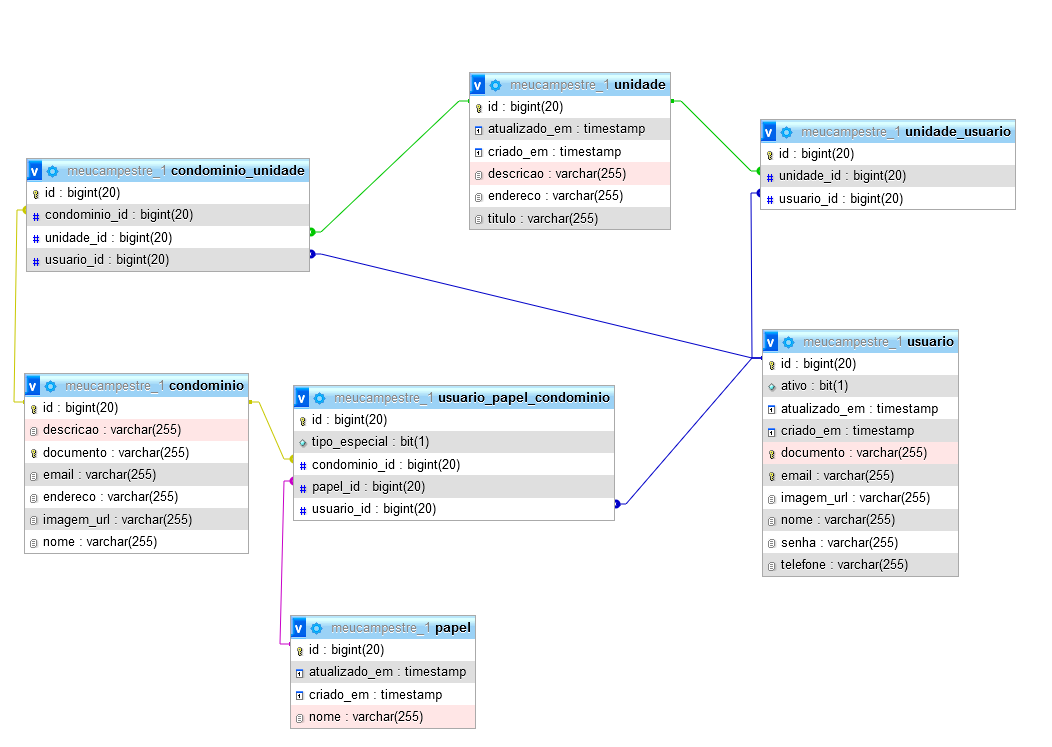 v meucampestre_1 unidade
id : bigint(20)
atualizado_em : timestamp
criado_em : timestamp
descricao : varchar(255)
endereco : varchar(255)
titulo : varchar(255)
v meucampestre_1 unidade_usuario
id : bigint(20)
# unidade_id : bigint(20)
# usuario_id : bigint(20)
v meucampestre_1 condominio_unidade
id : bigint(20)
# condominio_id : bigint(20)
# unidade_id : bigint(20)
# usuario_id : bigint(20)
v meucampestre_1 usuario
id : bigint(20)
ativo : bit(1)
atualizado_em : timestamp
criado_em : timestamp
documento : varchar(255)
email : varchar(255)
imagem_url : varchar(255)
nome : varchar(255)
senha : varchar(255)
telefone : varchar(255)
v meucampestre_1 condominio
id : bigint(20)
descricao : varchar(255)
documento : varchar(255)
email : varchar(255)
endereco : varchar(255)
imagem_url : varchar(255)
nome : varchar(255)
v meucampestre_1 usuario_papel_condominio
id : bigint(20)
tipo_especial : bit(1)
# condominio_id : bigint(20)
# papel_id : bigint(20)
# usuario_id : bigint(20)
v meucampestre_1 papel
id : bigint(20)
atualizado_em : timestamp
criado_em : timestamp
nome : varchar(255)